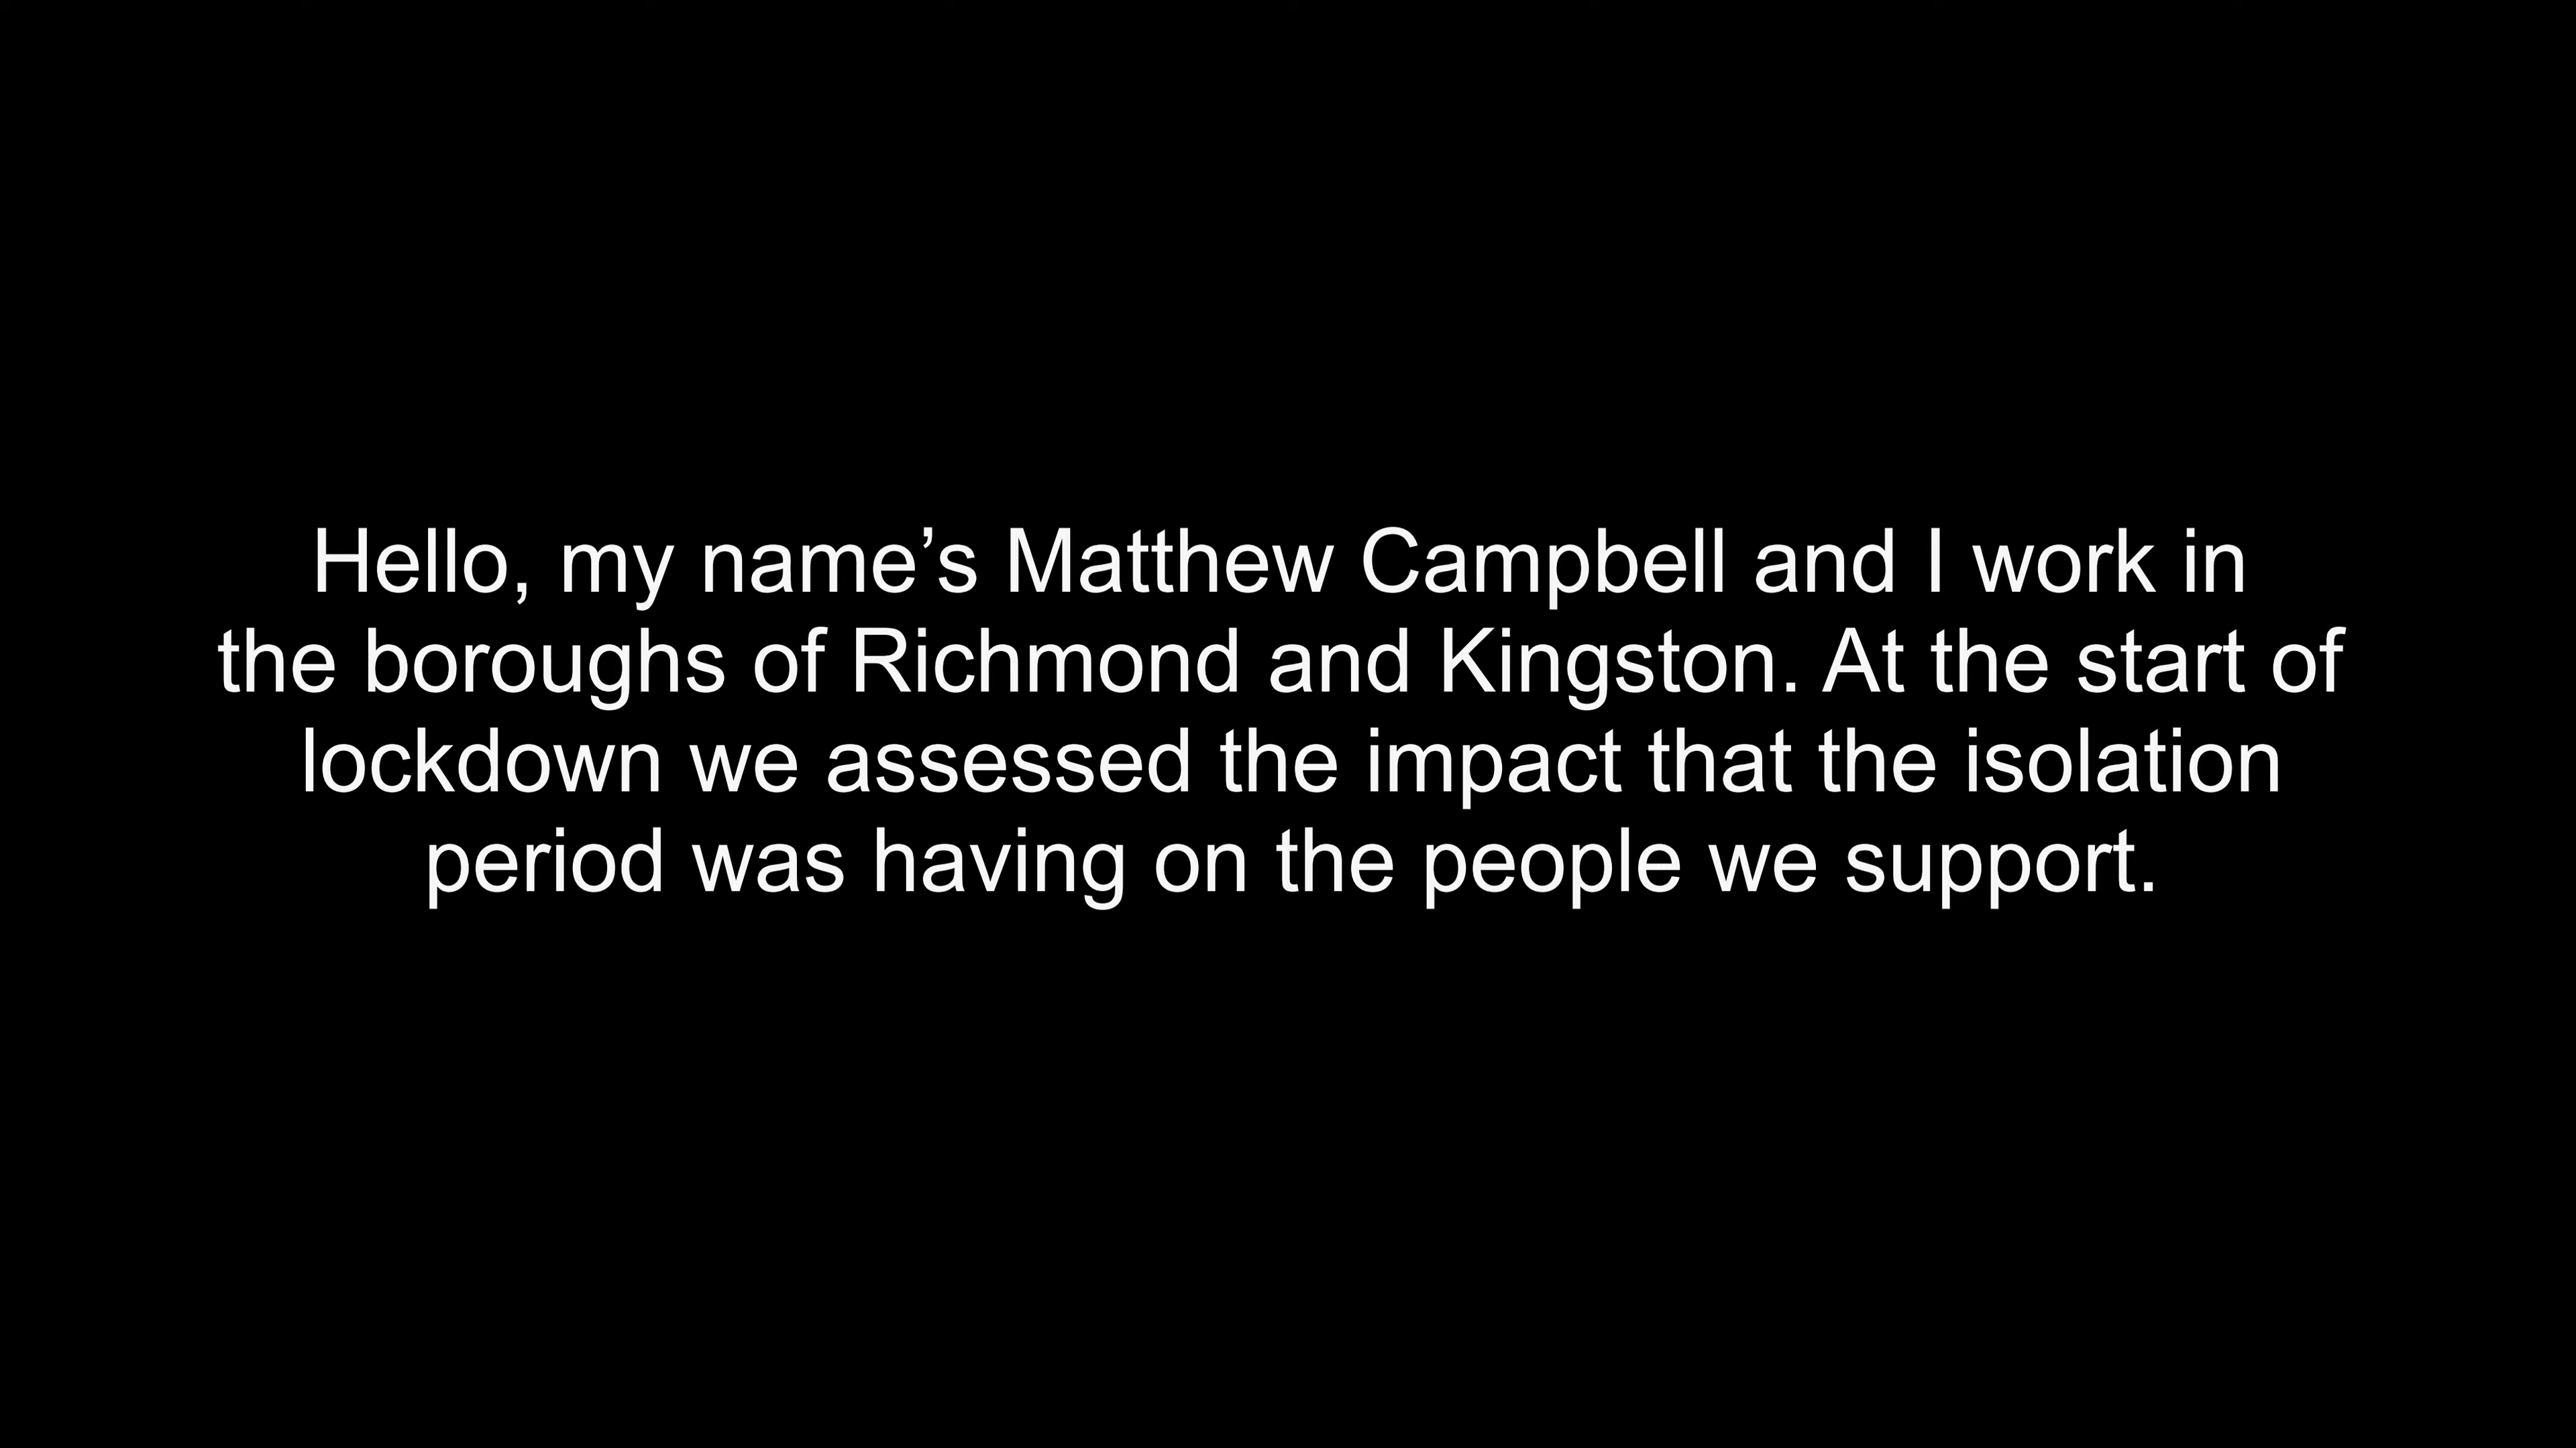 Hello, my name’s Matthew Campbell and I work in
the boroughs of Richmond and Kingston. At the start of
lockdown we assessed the impact that the isolation
period was having on the people we support.